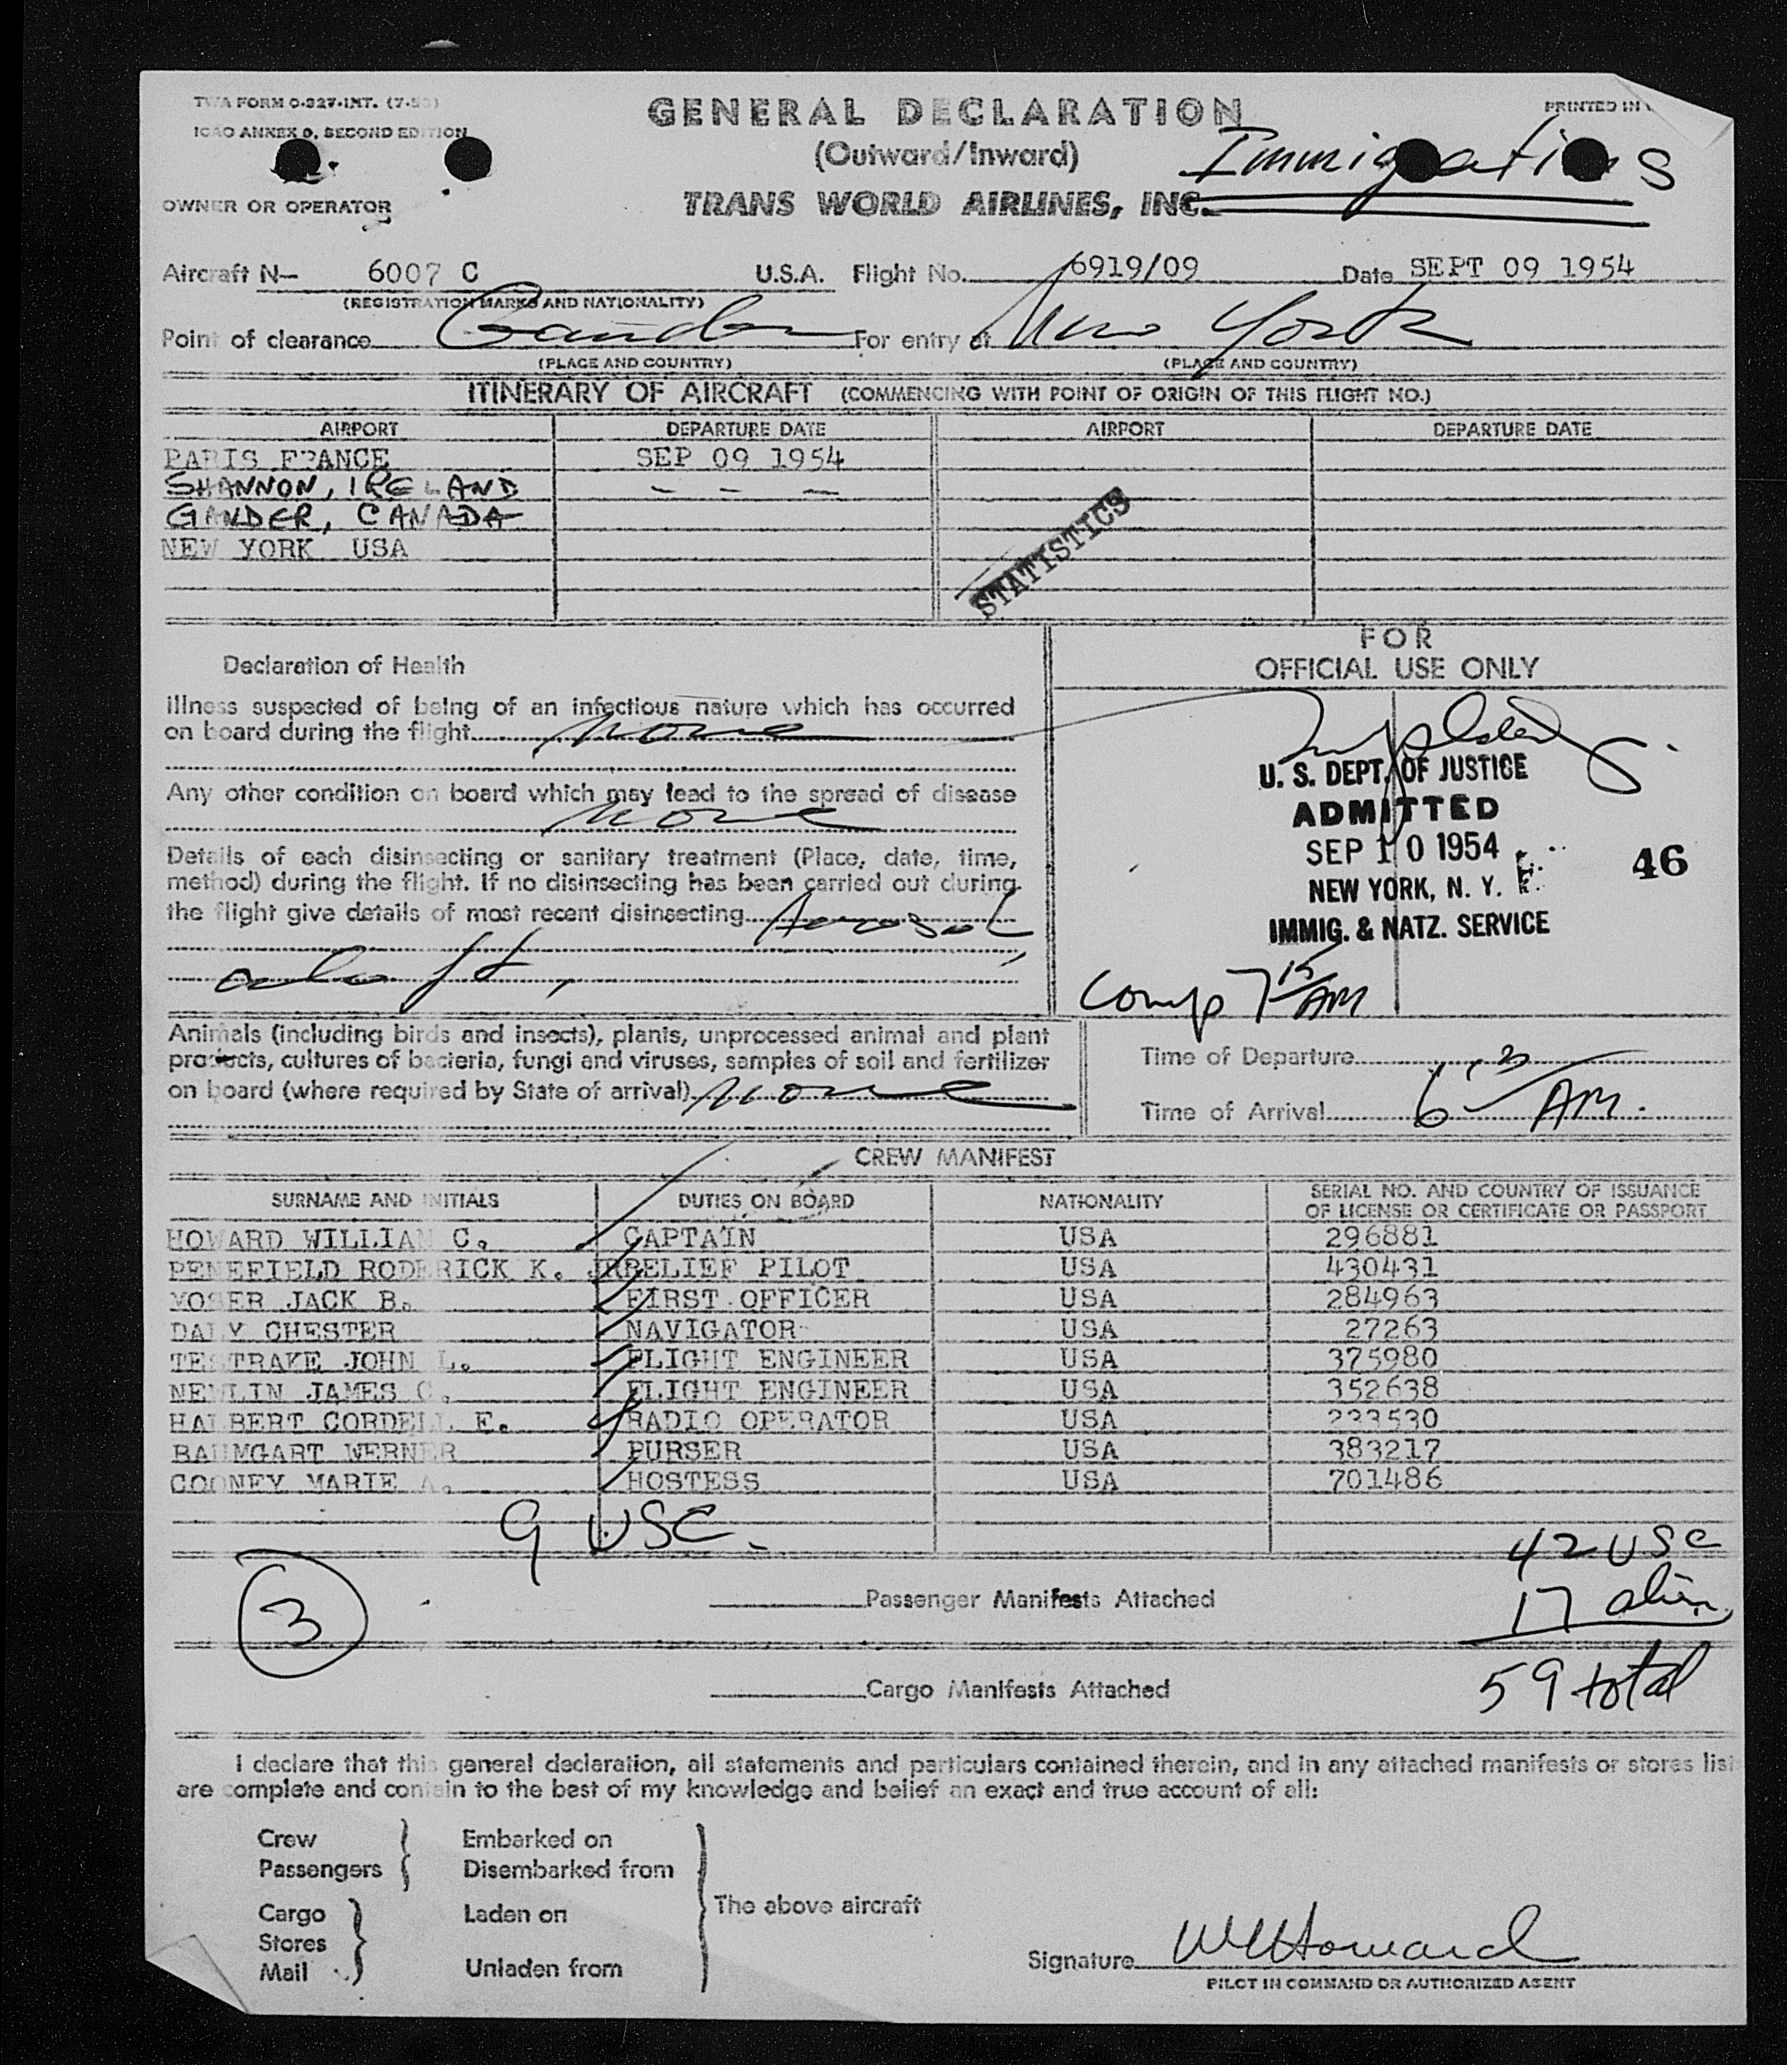 TWA FORM O-327-INT. (7-53)
ICAO ANNEX 9, SECOND EDITION
GENERAL DECLARATION
(Outward/Inward)
PRINTED IN
Immigrations
OWNER OR OPERATOR
TRANS WORLD AIRLINES, INC.
Aircraft N— 6007 C U.S.A. Flight No. 6919/09 Date SEPT 09 1954
(REGISTRATION MARKS AND NATIONALITY)
Point of clearance Gander For entry at New York
(PLACE AND COUNTRY) (PLACE AND COUNTRY)
ITINERARY OF AIRCRAFT (COMMENCING WITH POINT OF ORIGIN OF THIS FLIGHT NO.)
AIRPORT DEPARTURE DATE AIRPORT DEPARTURE DATE
PARIS FRANCE SEP 09 1954
SHANNON, IRELAND - - -
GANDER, CANADA
NEW YORK USA
STATISTICS
FOR
OFFICIAL USE ONLY
Declaration of Health
Illness suspected of being of an infectious nature which has occurred
on board during the flight none
Any other condition on board which may lead to the spread of disease
none
Details of each disinsecting or sanitary treatment (Place, date, time,
method) during the flight. If no disinsecting has been carried out during
the flight give details of most recent disinsecting Aerosol
aloft,
U. S. DEPT. OF JUSTICE
ADMITTED
SEP 10 1954
NEW YORK, N. Y.
IMMIG. & NATZ. SERVICE
46
Comp 7 15 AM
Animals (including birds and insects), plants, unprocessed animal and plant
products, cultures of bacteria, fungi and viruses, samples of soil and fertilizer
on board (where required by State of arrival) none
Time of Departure
Time of Arrival 6 AM.
CREW MANIFEST
SURNAME AND INITIALS DUTIES ON BOARD NATIONALITY SERIAL NO. AND COUNTRY OF ISSUANCE
OF LICENSE OR CERTIFICATE OR PASSPORT
HOWARD WILLIAM C. CAPTAIN USA 296881
PENEFIELD RODERICK K. JR RELIEF PILOT USA 430431
MOSER JACK B. FIRST OFFICER USA 284963
DALY CHESTER NAVIGATOR USA 27263
TESTRAKE JOHN L. FLIGHT ENGINEER USA 375980
NEWLIN JAMES C. FLIGHT ENGINEER USA 352638
HALBERT CORDELL E. RADIO OPERATOR USA 233530
BAUMGART WERNER PURSER USA 383217
COONEY MARIE A. HOSTESS USA 701486
9 USC.
42 USC
3
Passenger Manifests Attached
17 alien
Cargo Manifests Attached
59 total
I declare that this general declaration, all statements and particulars contained therein, and in any attached manifests or stores list
are complete and contain to the best of my knowledge and belief an exact and true account of all:
Crew Embarked on
Passengers Disembarked from
The above aircraft
Cargo Laden on
Stores
Mail Unladen from
Signature WCHoward
PILOT IN COMMAND OR AUTHORIZED AGENT